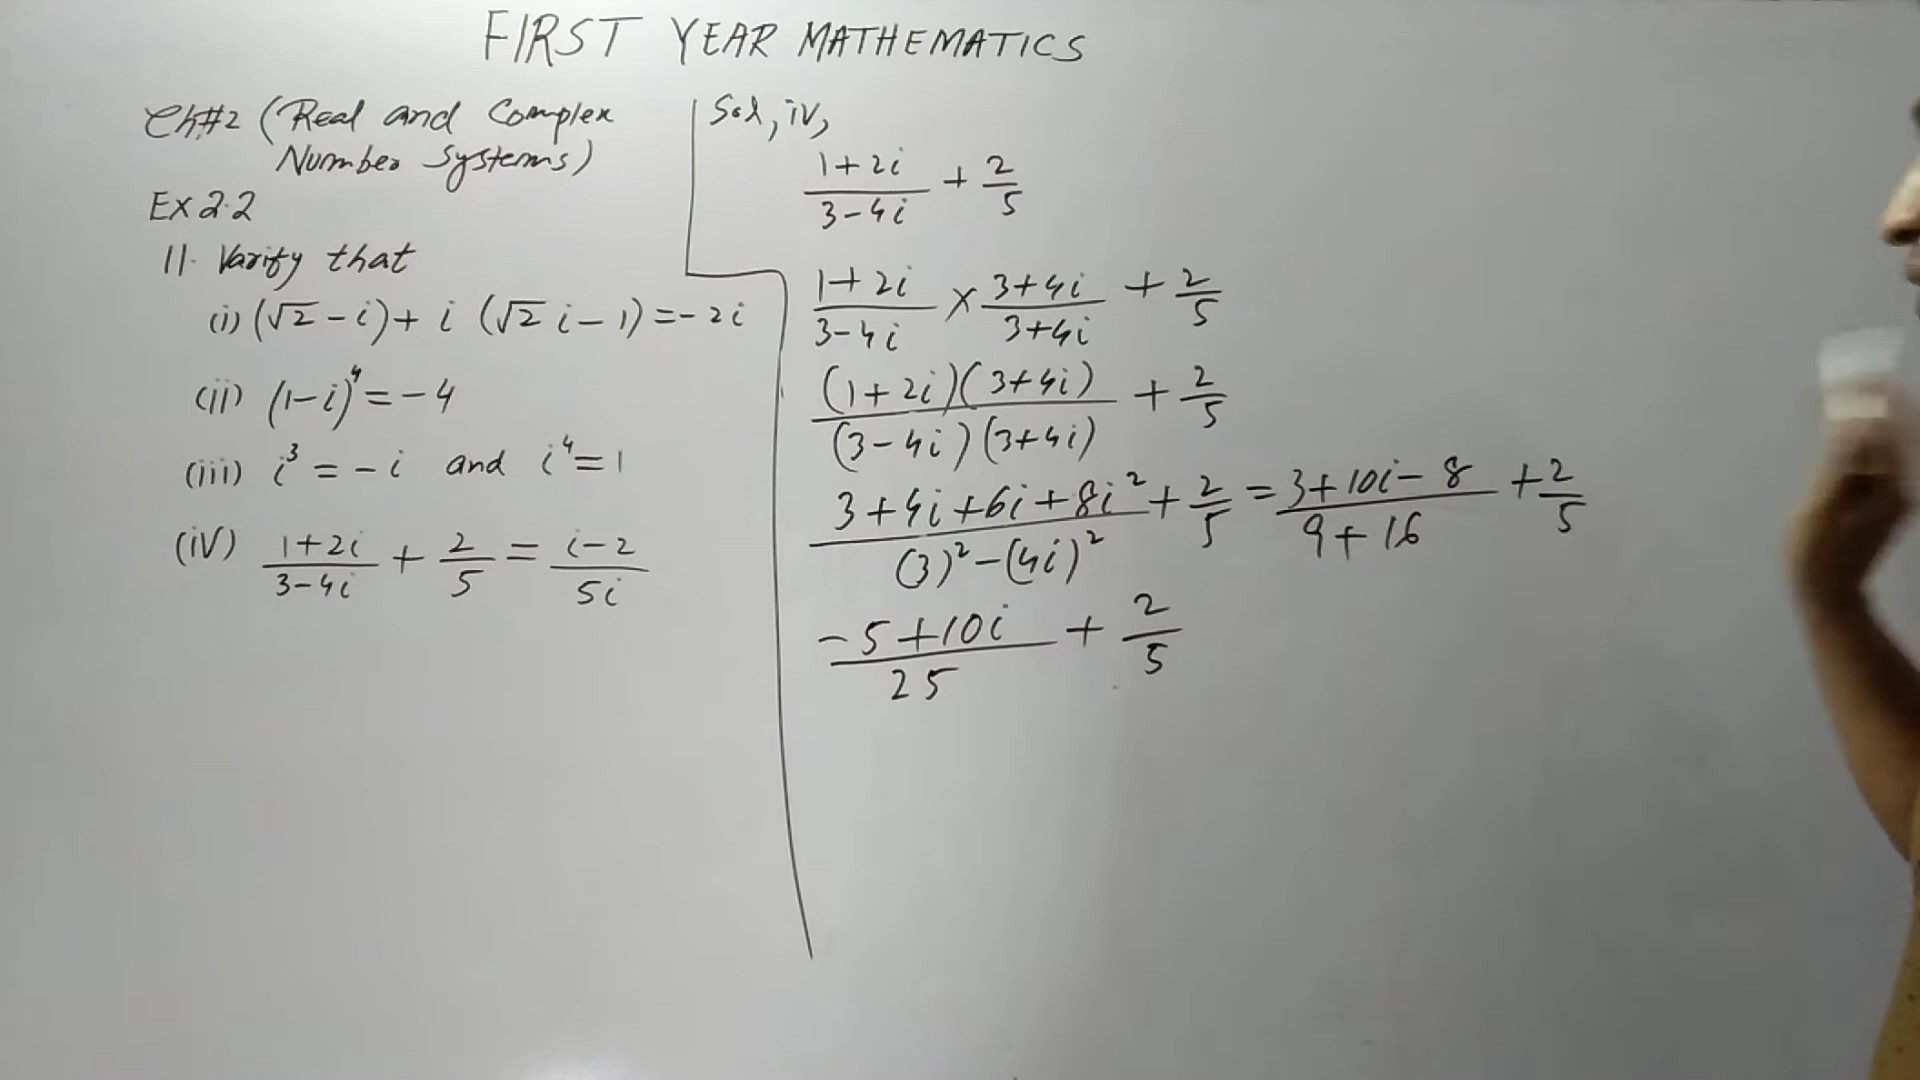 FIRST YEAR MATHEMATICS
Ch#2 (Real and Complex
Number Systems)
Ex 2.2
11. Varify that
(i) (√2 - i) + i (√2 i - 1) = - 2i
(ii) (1-i)⁴ = - 4
(iii) i³ = - i and i⁴ = 1
(iv) (1+2i)/(3-4i) + 2/5 = (i-2)/(5i)
Sol, iv,
(1+2i)/(3-4i) + 2/5
(1+2i)/(3-4i) × (3+4i)/(3+4i) + 2/5
(1+2i)(3+4i)/(3-4i)(3+4i) + 2/5
(3+4i+6i+8i²)/((3)²-(4i)²) + 2/5 = (3+10i-8)/(9+16) + 2/5
(-5+10i)/25 + 2/5